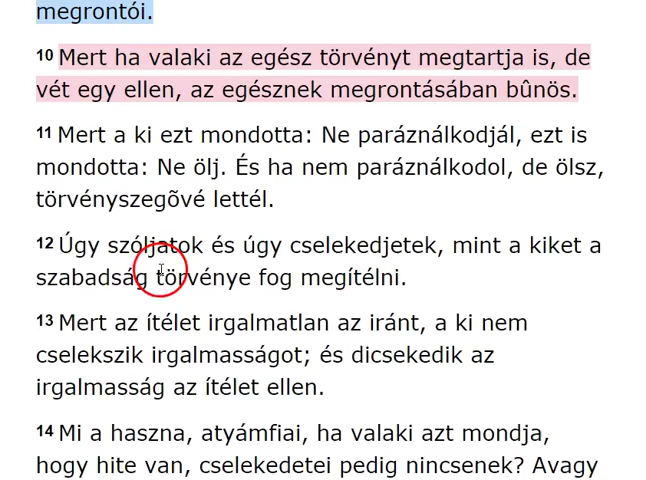 megrontói.
10 Mert ha valaki az egész törvényt megtartja is, de
vét egy ellen, az egésznek megrontásában bûnös.
11 Mert a ki ezt mondotta: Ne paráználkodjál, ezt is
mondotta: Ne ölj. És ha nem paráználkodol, de ölsz,
törvényszegõvé lettél.
12 Úgy szóljatok és úgy cselekedjetek, mint a kiket a
szabadság törvénye fog megítélni.
13 Mert az ítélet irgalmatlan az iránt, a ki nem
cselekszik irgalmasságot; és dicsekedik az
irgalmasság az ítélet ellen.
14 Mi a haszna, atyámfiai, ha valaki azt mondja,
hogy hite van, cselekedetei pedig nincsenek? Avagy